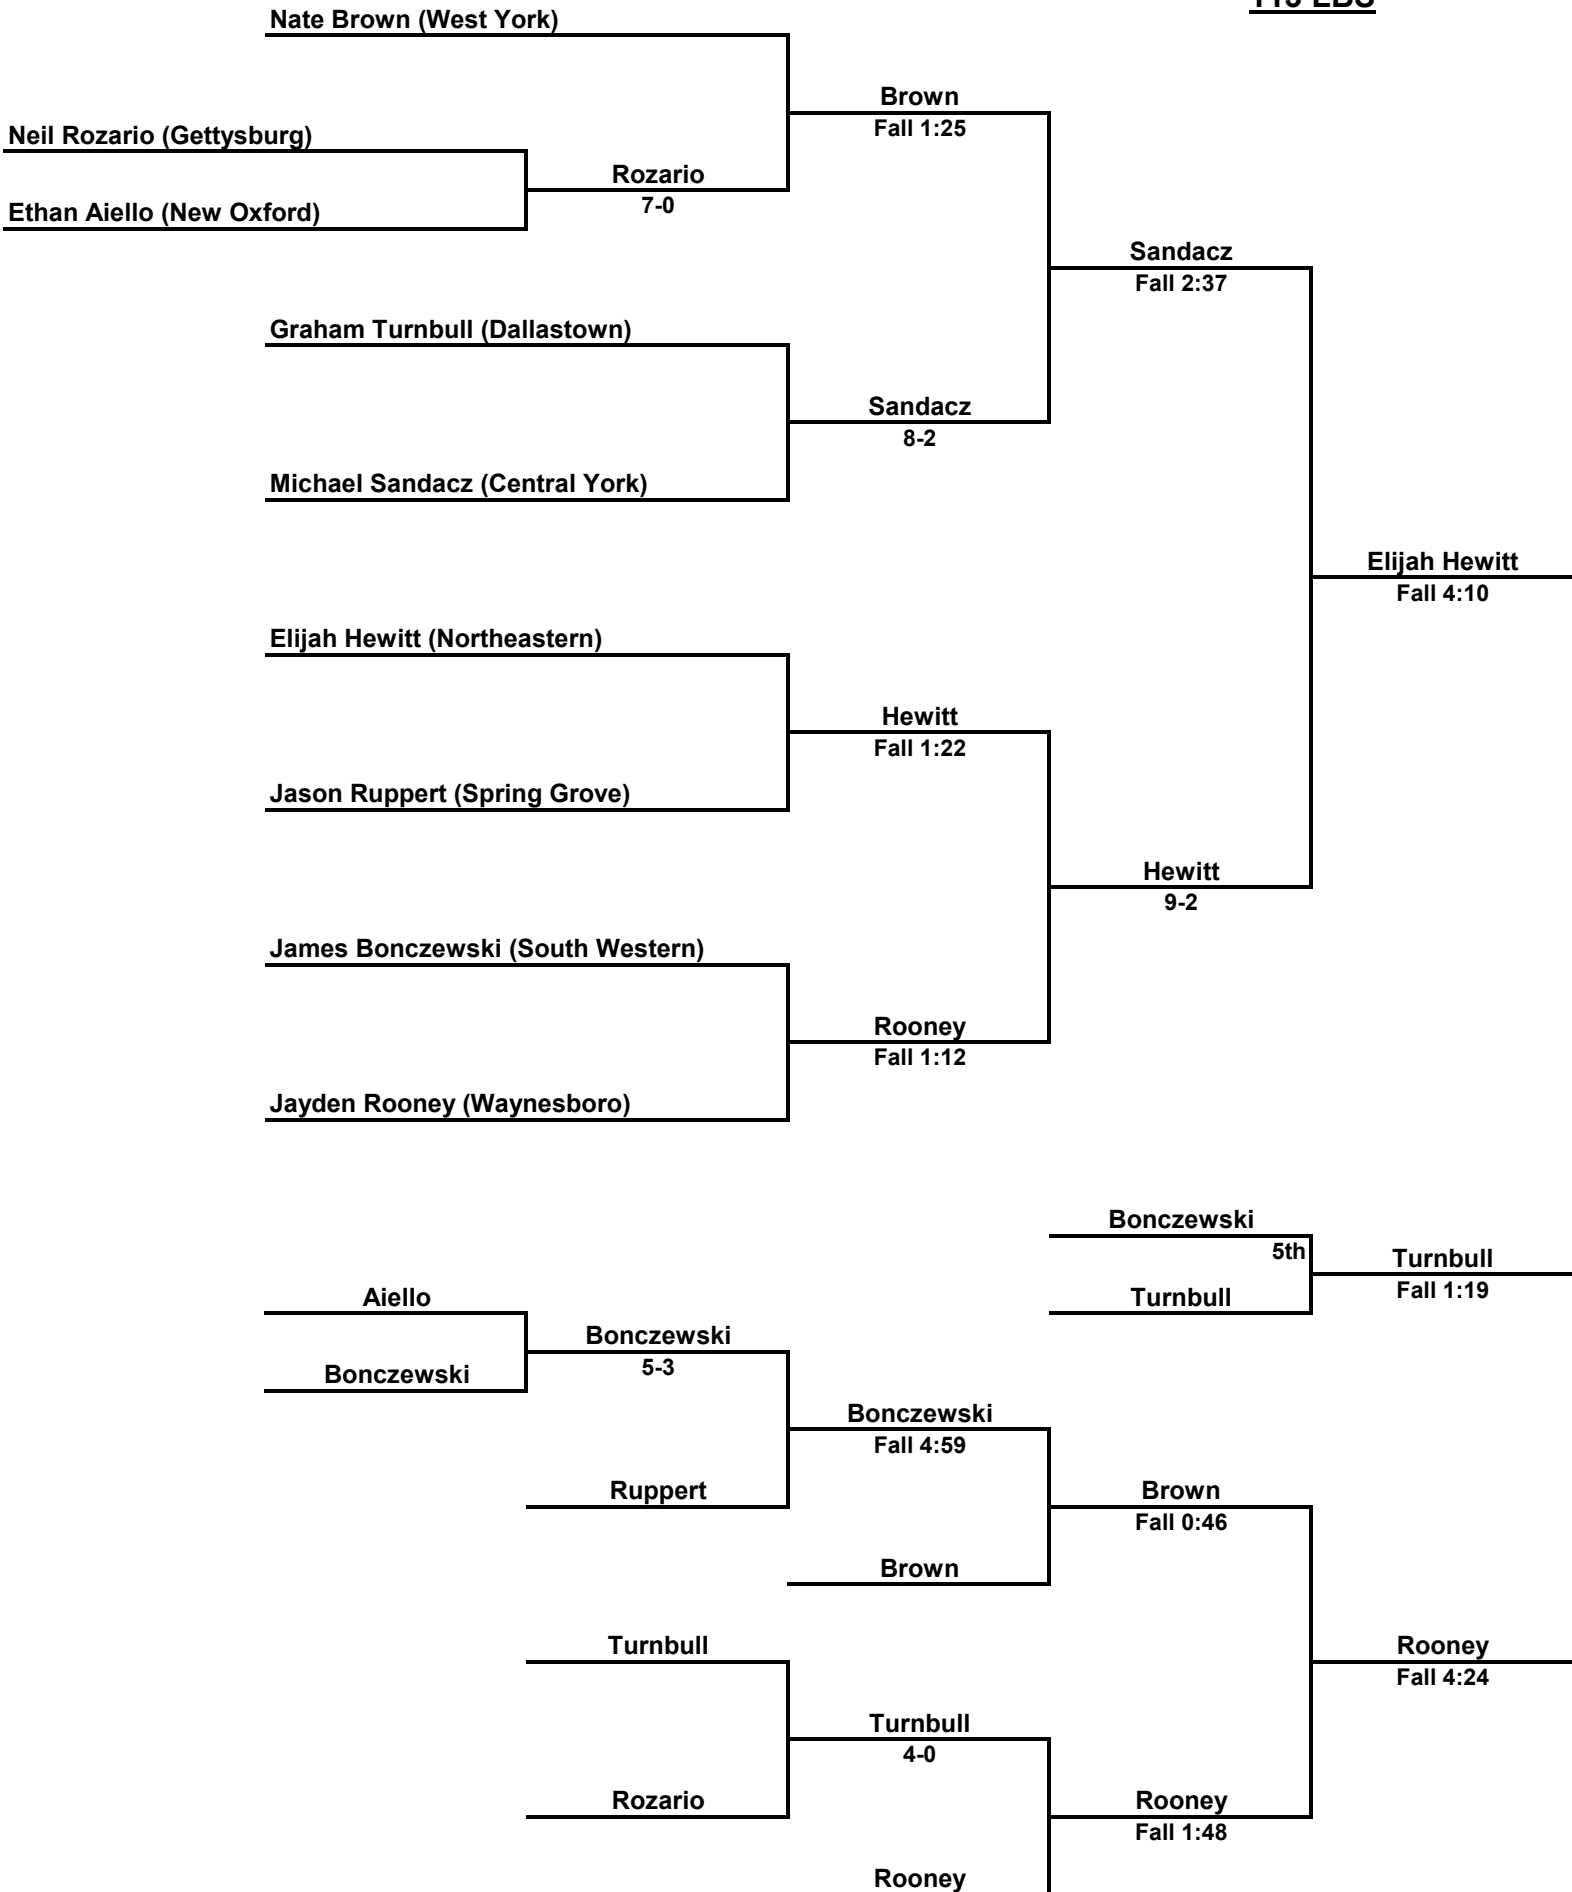 Nate Brown (West York)
Brown
Fall 1:25
Neil Rozario (Gettysburg)
Rozario
7-0
Ethan Aiello (New Oxford)
Sandacz
Fall 2:37
Graham Turnbull (Dallastown)
Sandacz
8-2
Michael Sandacz (Central York)
Elijah Hewitt
Fall 4:10
Elijah Hewitt (Northeastern)
Hewitt
Fall 1:22
Jason Ruppert (Spring Grove)
Hewitt
9-2
James Bonczewski (South Western)
Rooney
Fall 1:12
Jayden Rooney (Waynesboro)
Bonczewski
5th
Turnbull
Fall 1:19
Turnbull
Aiello
Bonczewski
5-3
Bonczewski
Bonczewski
Fall 4:59
Ruppert
Brown
Fall 0:46
Brown
Turnbull
Rooney
Fall 4:24
Turnbull
4-0
Rozario
Rooney
Fall 1:48
Rooney